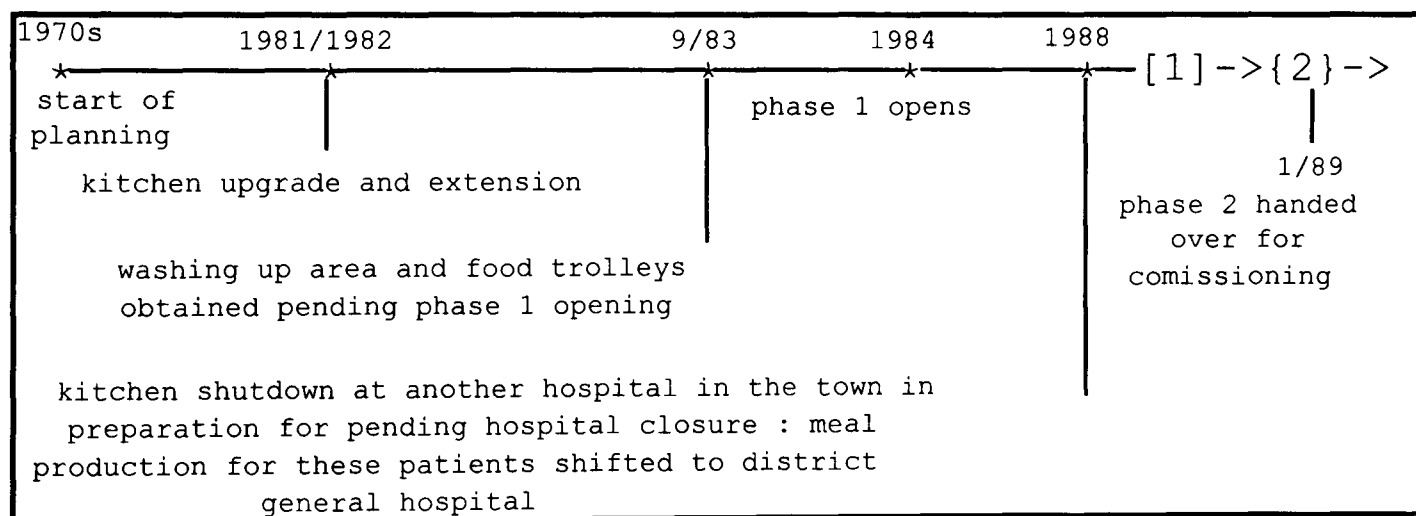 1970s 1981/1982 9/83 1984 1988
[1]->{2}->
start of
planning
phase 1 opens
1/89
kitchen upgrade and extension
phase 2 handed
over for
comissioning
washing up area and food trolleys
obtained pending phase 1 opening
kitchen shutdown at another hospital in the town in
preparation for pending hospital closure : meal
production for these patients shifted to district
general hospital